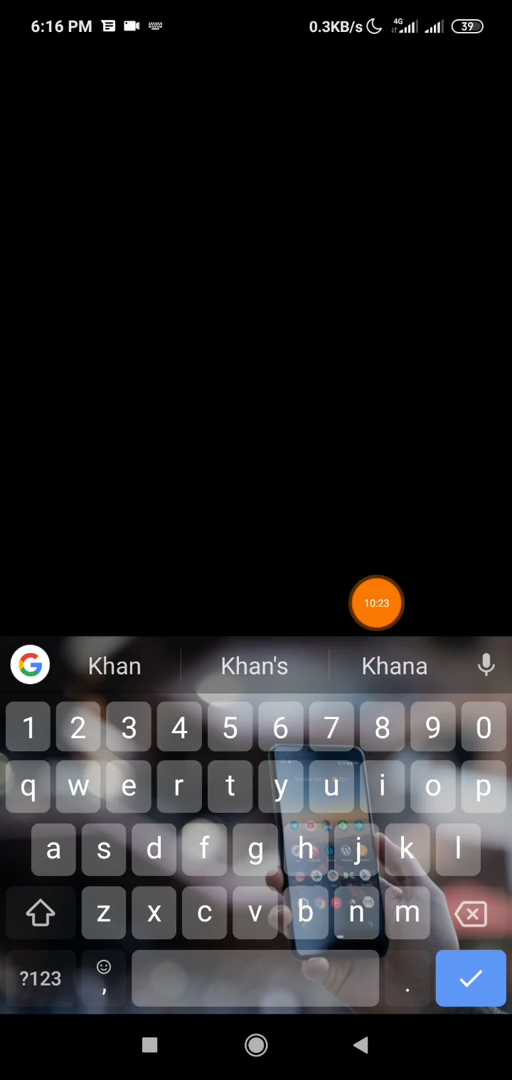 6:16 PM 0.3KB/s 4G 39
10:23
Khan Khan's Khana
1 2 3 4 5 6 7 8 9 0
q w e r t y u i o p
a s d f g h j k l
z x c v b n m
?123 , .